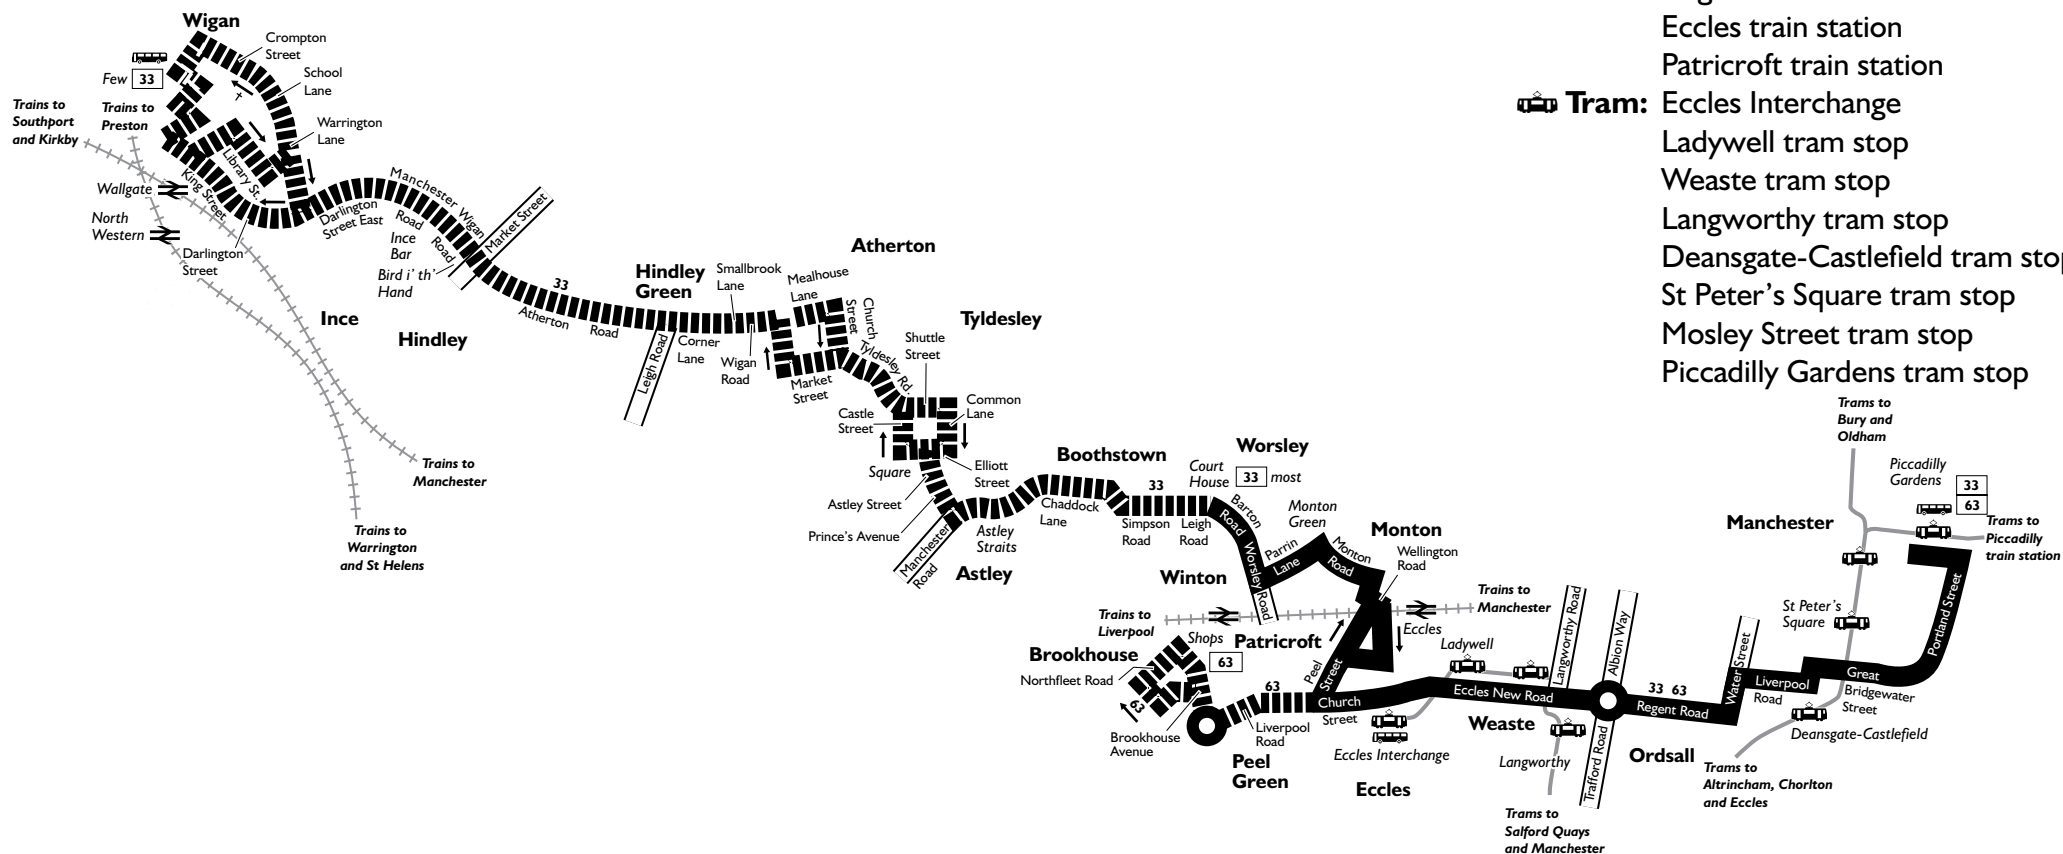 Eccles train station
Patricroft train station
Tram: Eccles Interchange
Ladywell tram stop
Weaste tram stop
Langworthy tram stop
Deansgate-Castlefield tram stop
St Peter's Square tram stop
Mosley Street tram stop
Piccadilly Gardens tram stop
Wigan
Crompton
Street
School
Lane
Few 33
Trains to
Southport
and Kirkby
Trains to
Preston
Warrington
Lane
Library St.
King Street
Wallgate
North
Western
Darlington
Street
Darlington
Street East
Manchester
Road
Ince
Bar
Wigan
Road
Bird i' th'
Hand
Market Street
Ince
Hindley
33
Atherton Road
Hindley
Green
Leigh Road
Corner
Lane
Smallbrook
Lane
Wigan
Road
Atherton
Mealhouse
Lane
Church
Street
Market
Street
Tyldesley Rd.
Tyldesley
Shuttle
Street
Castle
Street
Common
Lane
Square
Elliott
Street
Astley Street
Prince's Avenue
Manchester
Road
Astley
Straits
Astley
Trains to
Manchester
Trains to
Warrington
and St Helens
Boothstown
Chaddock
Lane
33
Simpson
Road
Leigh
Road
Worsley
Court
House
33 most
Barton
Road
Worsley Road
Parrin
Lane
Monton
Green
Monton
Road
Monton
Wellington
Road
Winton
Trains to
Liverpool
Trains to
Manchester
Patricroft
Eccles
Brookhouse
Shops
63
Northfleet Road
63
Brookhouse
Avenue
63
Liverpool
Road
Peel
Green
Peel
Street
Church
Street
Eccles Interchange
Eccles
Ladywell
Eccles New Road
Weaste
Langworthy
Langworthy Road
Albion Way
Trafford Road
Trams to
Salford Quays
and Manchester
33 63
Regent Road
Ordsall
Water Street
Liverpool
Road
Great
Bridgewater
Street
Deansgate-Castlefield
Trams to
Altrincham, Chorlton
and Eccles
St Peter's
Square
Portland Street
Manchester
Trams to
Bury and
Oldham
Piccadilly
Gardens
33
63
Trams to
Piccadilly
train station